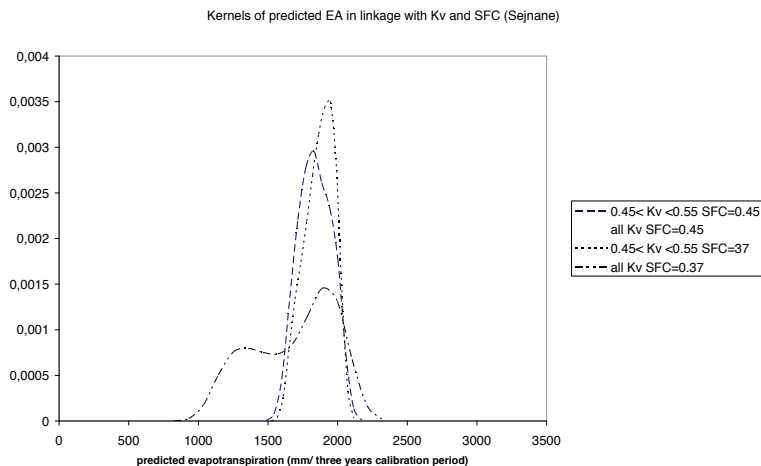 Kernels of predicted EA in linkage with Kv and SFC (Sejnane)
0,004
0,0035
0,003
0,0025
0,002
0,0015
0,001
0,0005
0
0 500 1000 1500 2000 2500 3000 3500
predicted evapotranspiration (mm/ three years calibration period)
0.45< Kv <0.55 SFC=0.45
all Kv SFC=0.45
0.45< Kv <0.55 SFC=37
all Kv SFC=0.37